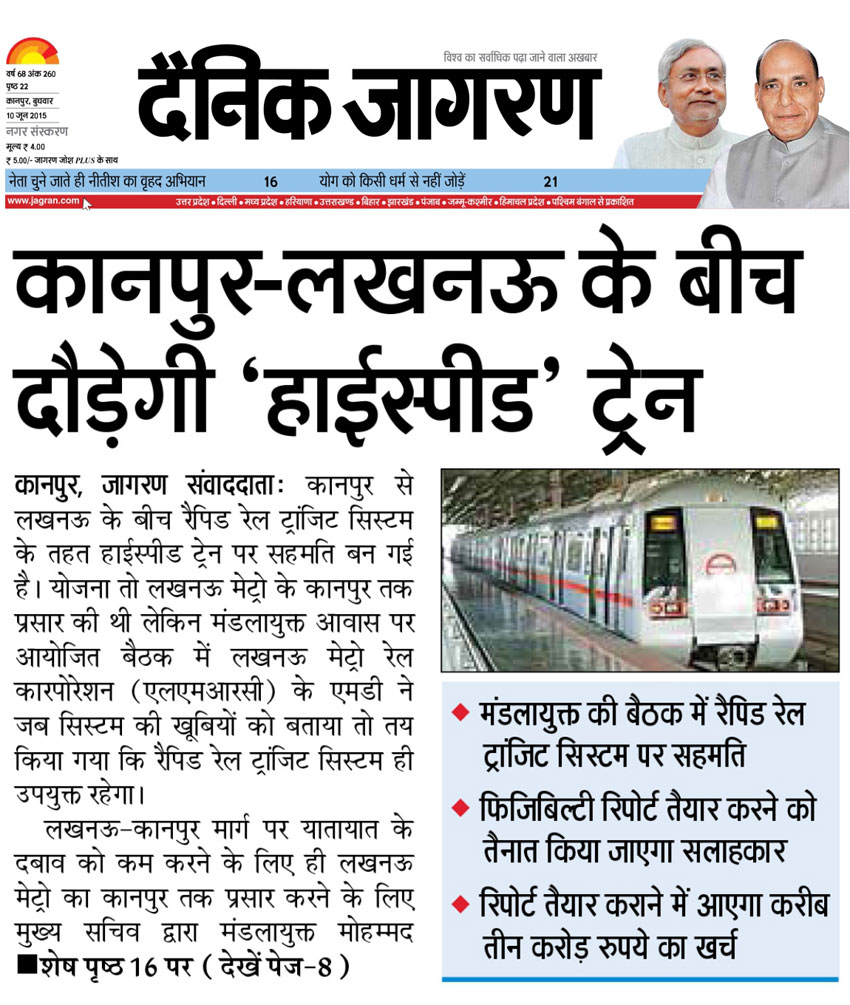 विश्व का सर्वाधिक पढ़ा जाने वाला अखबार
वर्ष 68 अंक 260
पृष्ठ 22
कानपुर, बुधवार
10 जून 2015
नगर संस्करण
मूल्य ₹ 4.00
₹ 5.00/- जागरण जोश PLUS के साथ
दैनिक जागरण
नेता चुने जाते ही नीतीश का वृहद अभियान 16 योग को किसी धर्म से नहीं जोड़ें 21
www.jagran.com उत्तर प्रदेश • दिल्ली • मध्य प्रदेश • हरियाणा • उत्तराखण्ड • बिहार • झारखंड • पंजाब • जम्मू-कश्मीर • हिमाचल प्रदेश • पश्चिम बंगाल से प्रकाशित
कानपुर-लखनऊ के बीच
दौड़ेगी ‘हाईस्पीड’ ट्रेन
कानपुर, जागरण संवाददाता: कानपुर से
लखनऊ के बीच रैपिड रेल ट्रांजिट सिस्टम
के तहत हाईस्पीड ट्रेन पर सहमति बन गई
है। योजना तो लखनऊ मेट्रो के कानपुर तक
प्रसार की थी लेकिन मंडलायुक्त आवास पर
आयोजित बैठक में लखनऊ मेट्रो रेल
कारपोरेशन (एलएमआरसी) के एमडी ने
जब सिस्टम की खूबियों को बताया तो तय
किया गया कि रैपिड रेल ट्रांजिट सिस्टम ही
उपयुक्त रहेगा।
लखनऊ-कानपुर मार्ग पर यातायात के
दबाव को कम करने के लिए ही लखनऊ
मेट्रो का कानपुर तक प्रसार करने के लिए
मुख्य सचिव द्वारा मंडलायुक्त मोहम्मद
■शेष पृष्ठ 16 पर ( देखें पेज-8 )
◆ मंडलायुक्त की बैठक में रैपिड रेल
ट्रांजिट सिस्टम पर सहमति
◆ फिजिबिल्टी रिपोर्ट तैयार करने को
तैनात किया जाएगा सलाहकार
◆ रिपोर्ट तैयार कराने में आएगा करीब
तीन करोड़ रुपये का खर्च